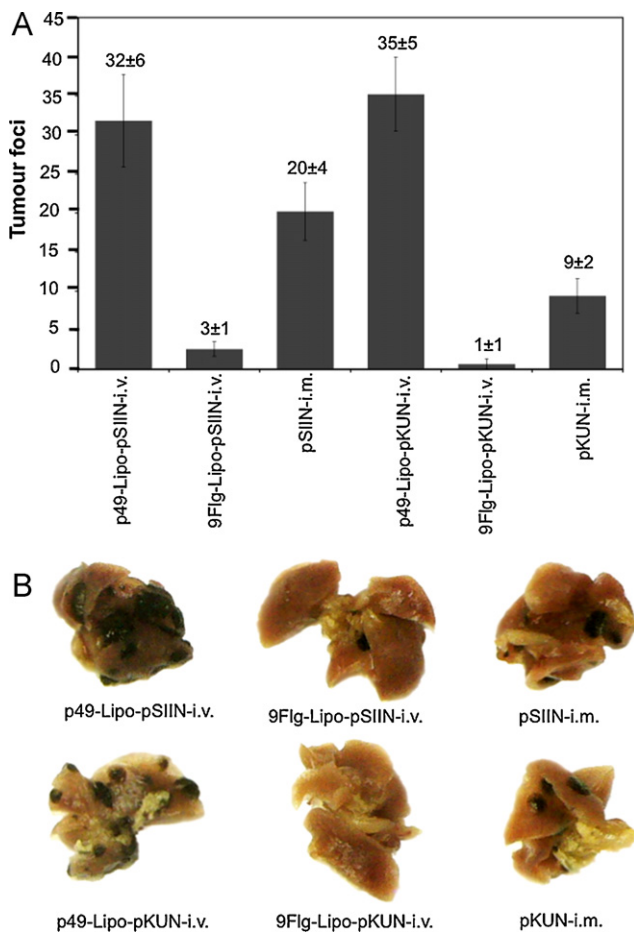 A
Tumour foci
45
40
35
30
25
20
15
10
5
0
32±6
3±1
20±4
35±5
1±1
9±2
p49-Lipo-pSIIN-i.v.
9Flg-Lipo-pSIIN-i.v.
pSIIN-i.m.
p49-Lipo-pKUN-i.v.
9Flg-Lipo-pKUN-i.v.
pKUN-i.m.
B
p49-Lipo-pSIIN-i.v.
9Flg-Lipo-pSIIN-i.v.
pSIIN-i.m.
p49-Lipo-pKUN-i.v.
9Flg-Lipo-pKUN-i.v.
pKUN-i.m.